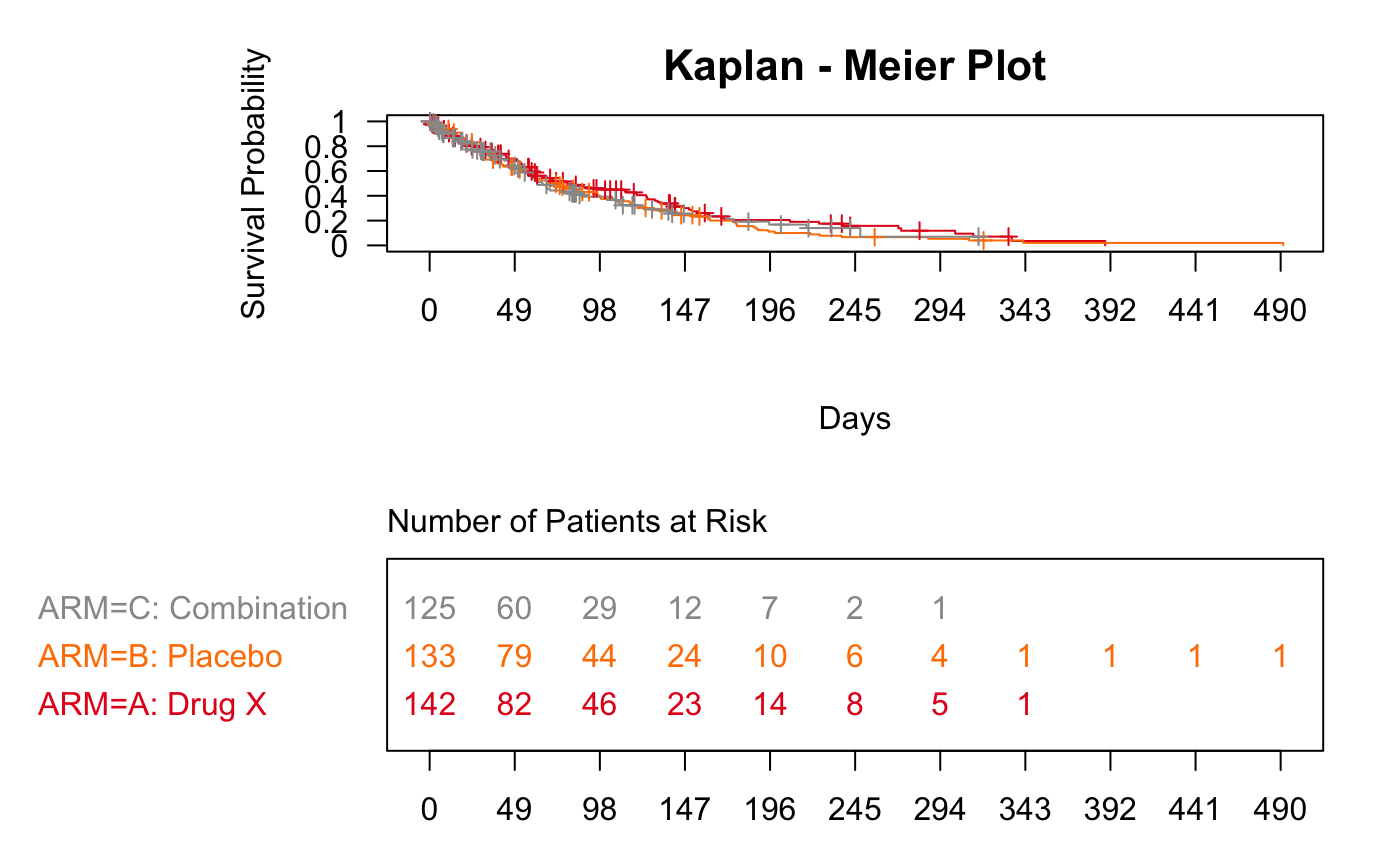 Kaplan - Meier Plot
Survival Probability
1
0.8
0.6
0.4
0.2
0
0 49 98 147 196 245 294 343 392 441 490
Days
Number of Patients at Risk
ARM=C: Combination 125 60 29 12 7 2 1
ARM=B: Placebo 133 79 44 24 10 6 4 1 1 1 1
ARM=A: Drug X 142 82 46 23 14 8 5 1
0 49 98 147 196 245 294 343 392 441 490